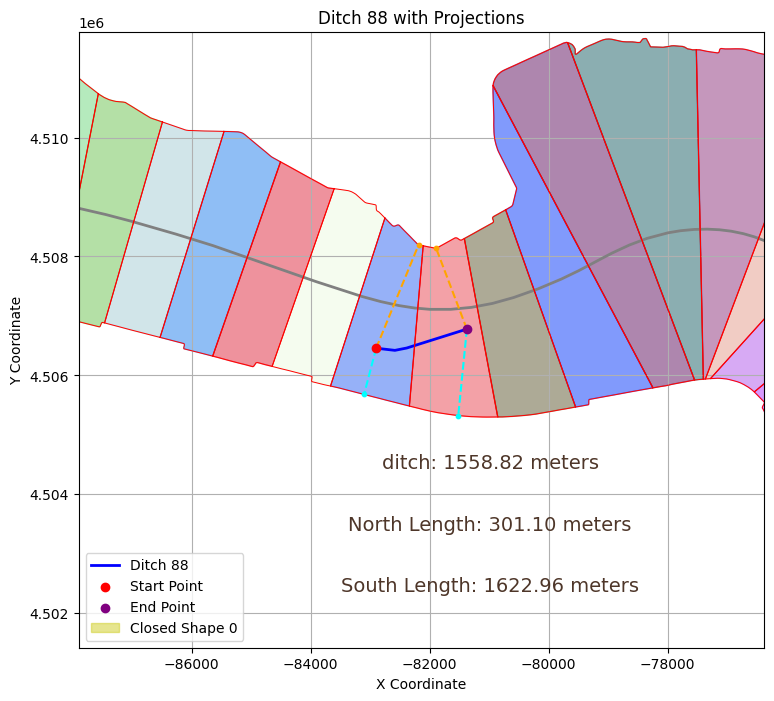 Ditch 88 with Projections
1e6
4.510
4.508
4.506
4.504
4.502
Y Coordinate
ditch: 1558.82 meters
North Length: 301.10 meters
South Length: 1622.96 meters
Ditch 88
Start Point
End Point
Closed Shape 0
−86000 −84000 −82000 −80000 −78000
X Coordinate